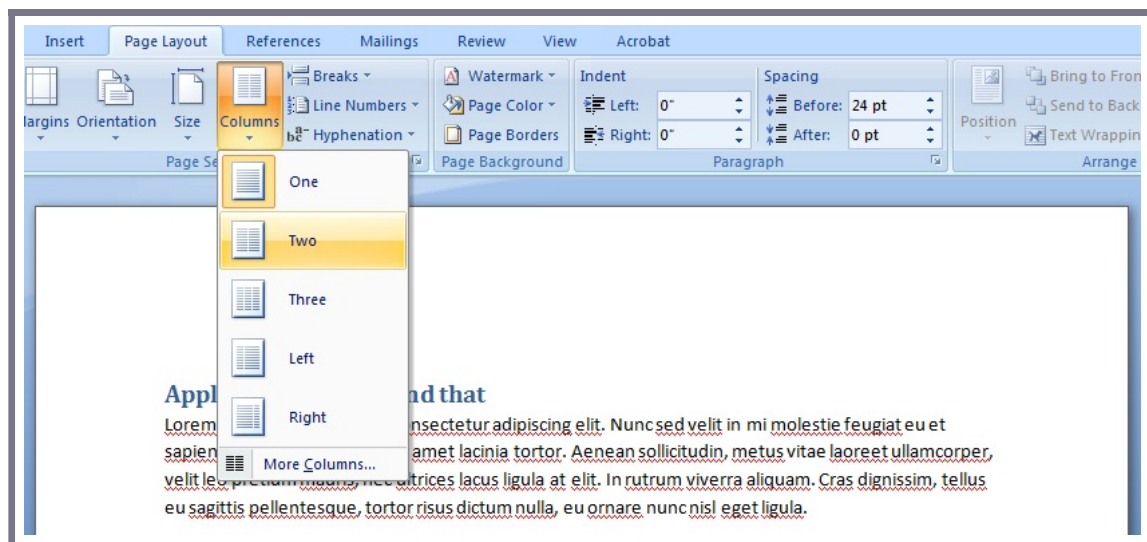 Insert Page Layout References Mailings Review View Acrobat
Breaks Watermark Indent Spacing Bring to Fron
Line Numbers Page Color Left: 0" Before: 24 pt Send to Back
argins Orientation Size Columns Position
Hyphenation Page Borders Right: 0" After: 0 pt Text Wrappin
Page Se Page Background Paragraph Arrange
One
Two
Three
Left
Right
More Columns...
Appl nd that
Lorem nsectetur adipiscing elit. Nunc sed velit in mi molestie feugiat eu et
sapien amet lacinia tortor. Aenean sollicitudin, metus vitae laoreet ullamcorper,
velit leo pretium mauris, nec ultrices lacus ligula at elit. In rutrum viverra aliquam. Cras dignissim, tellus
eu sagittis pellentesque, tortor risus dictum nulla, eu ornare nunc nisl eget ligula.